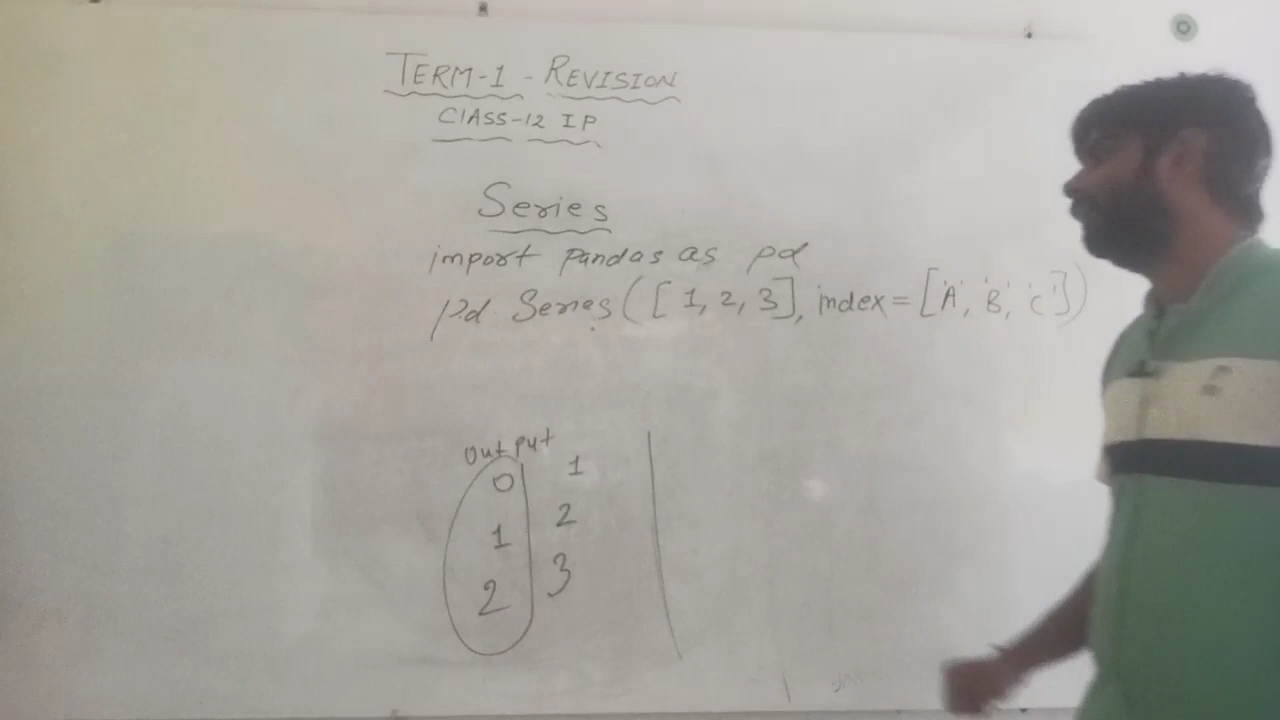 TERM-1 - REVISION
CLASS-12 IP
Series
import Pandas as pd
Pd Series ( [ 1, 2, 3 ], index = [ 'A', 'B', 'C' ] )
output
0 1
1 2
2 3